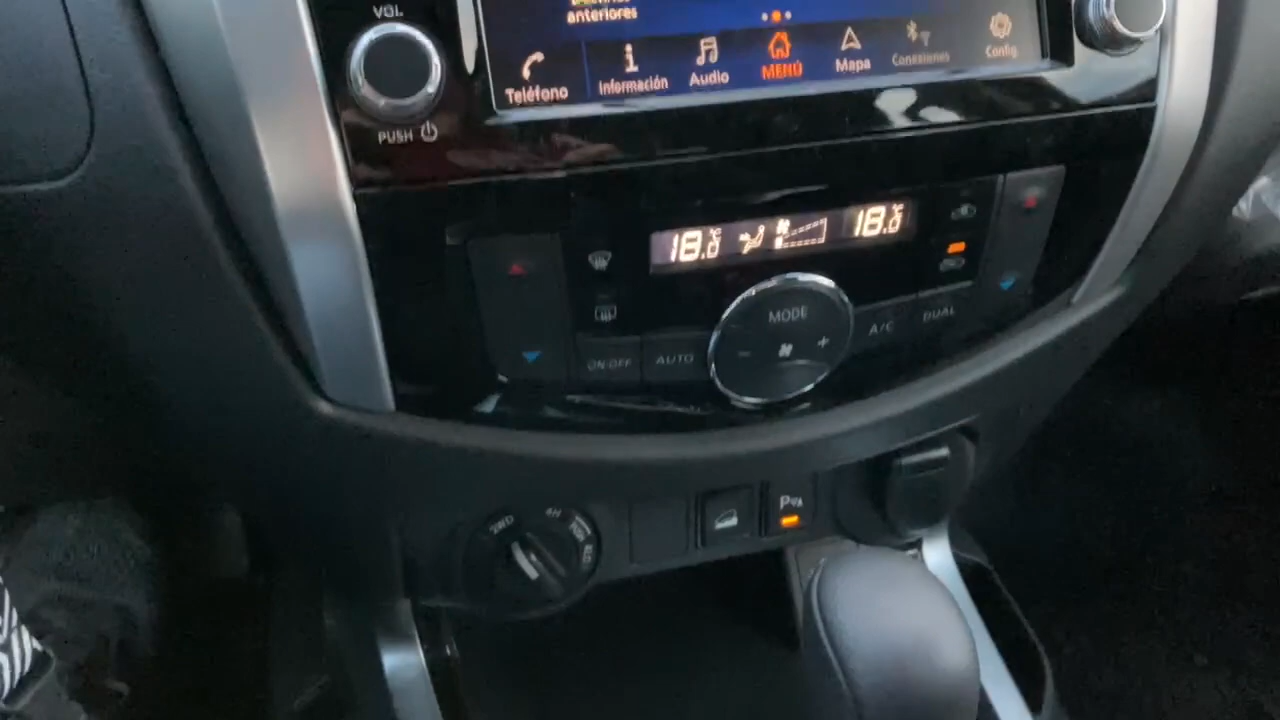 VOL
PUSH
anteriores
Teléfono
Información
Audio
MENÚ
Mapa
Conexiones
Config.
18.0°C
18.0°C
MODE
- +
ON·OFF
AUTO
A/C
DUAL
2WD
4H
4LO
P